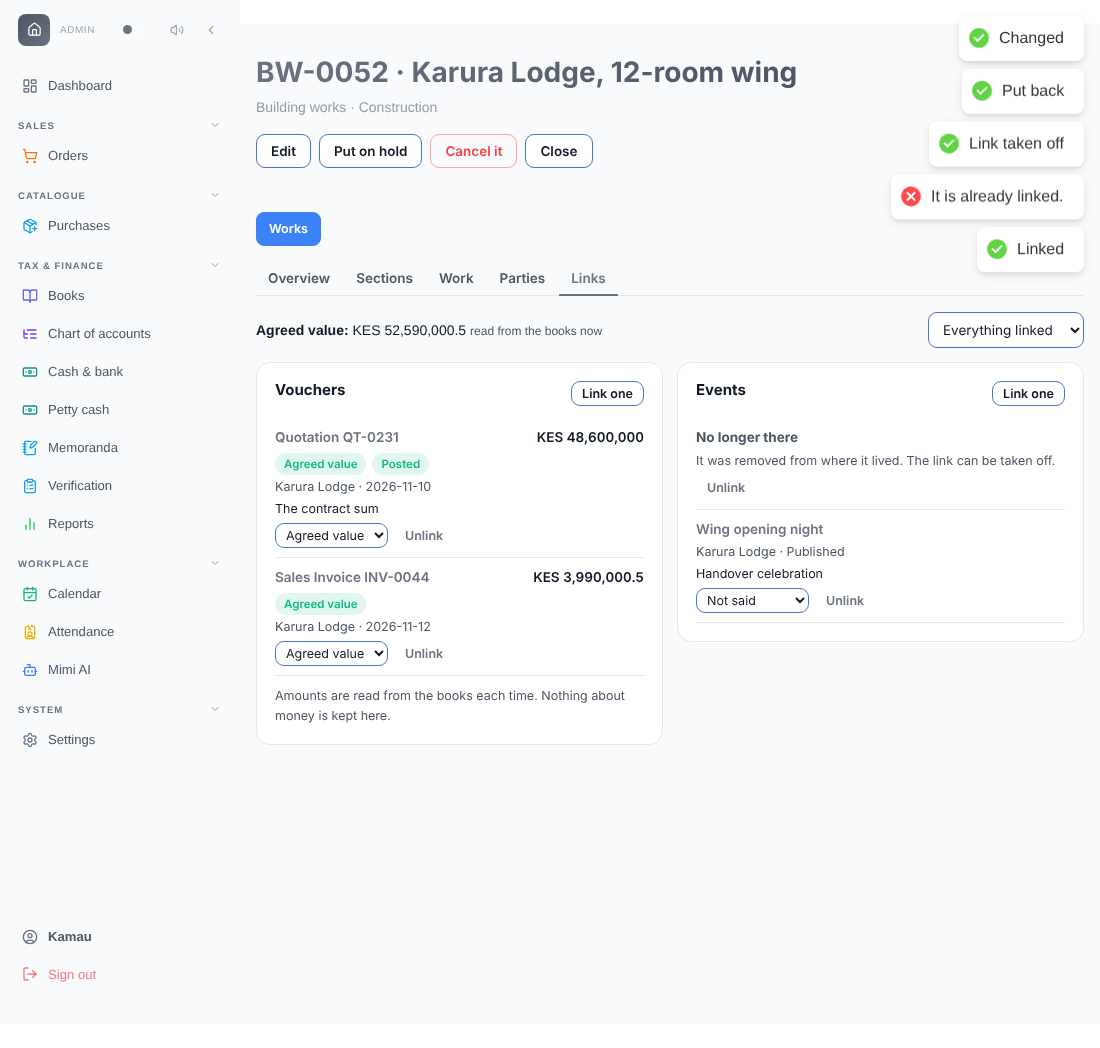 ADMIN
Dashboard
SALES
Orders
CATALOGUE
Purchases
TAX & FINANCE
Books
Chart of accounts
Cash & bank
Petty cash
Memoranda
Verification
Reports
WORKPLACE
Calendar
Attendance
Mimi AI
SYSTEM
Settings
Kamau
Sign out
BW-0052 · Karura Lodge, 12-room wing
Building works · Construction
Edit
Put on hold
Cancel it
Close
Works
Overview
Sections
Work
Parties
Links
Agreed value: KES 52,590,000.5 read from the books now
Everything linked
Vouchers
Link one
Quotation QT-0231
KES 48,600,000
Agreed value
Posted
Karura Lodge · 2026-11-10
The contract sum
Agreed value
Unlink
Sales Invoice INV-0044
KES 3,990,000.5
Agreed value
Karura Lodge · 2026-11-12
Agreed value
Unlink
Amounts are read from the books each time. Nothing about
money is kept here.
Events
Link one
No longer there
It was removed from where it lived. The link can be taken off.
Unlink
Wing opening night
Karura Lodge · Published
Handover celebration
Not said
Unlink
Changed
Put back
Link taken off
It is already linked.
Linked